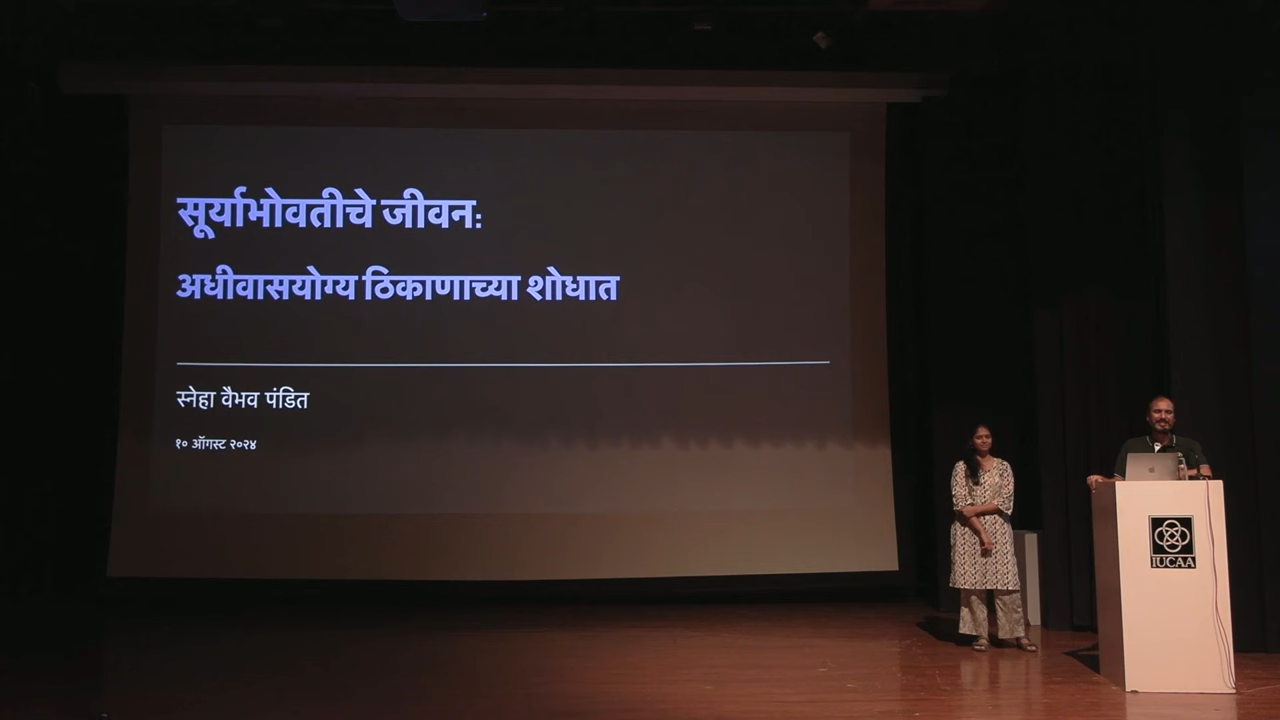 सूर्याभोवतीचे जीवन:
अधीवासयोग्य ठिकाणाच्या शोधात
स्नेहा वैभव पंडित
१० ऑगस्ट २०२४
IUCAA